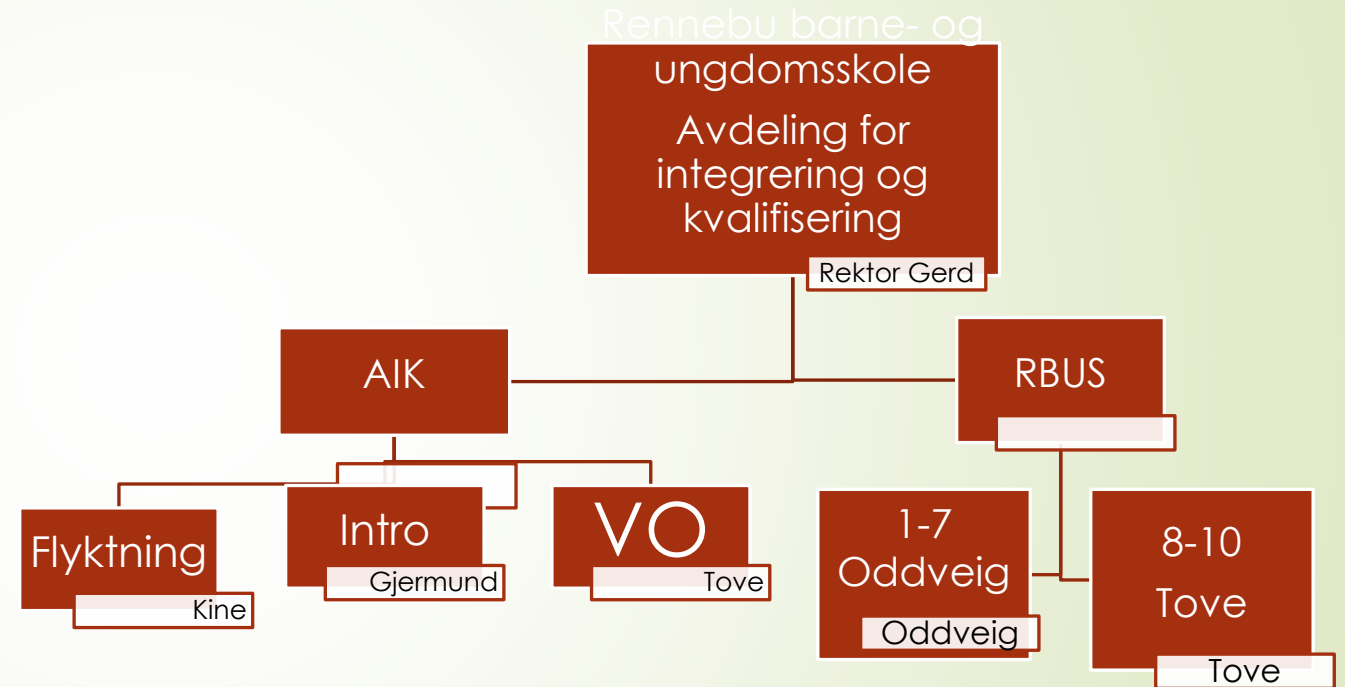 Rennebu barne- og
ungdomsskole
Avdeling for
integrering og
kvalifisering
Rektor Gerd
AIK
RBUS
Flyktning
Kine
Intro
Gjermund
VO
Tove
1-7
Oddveig
Oddveig
8-10
Tove
Tove